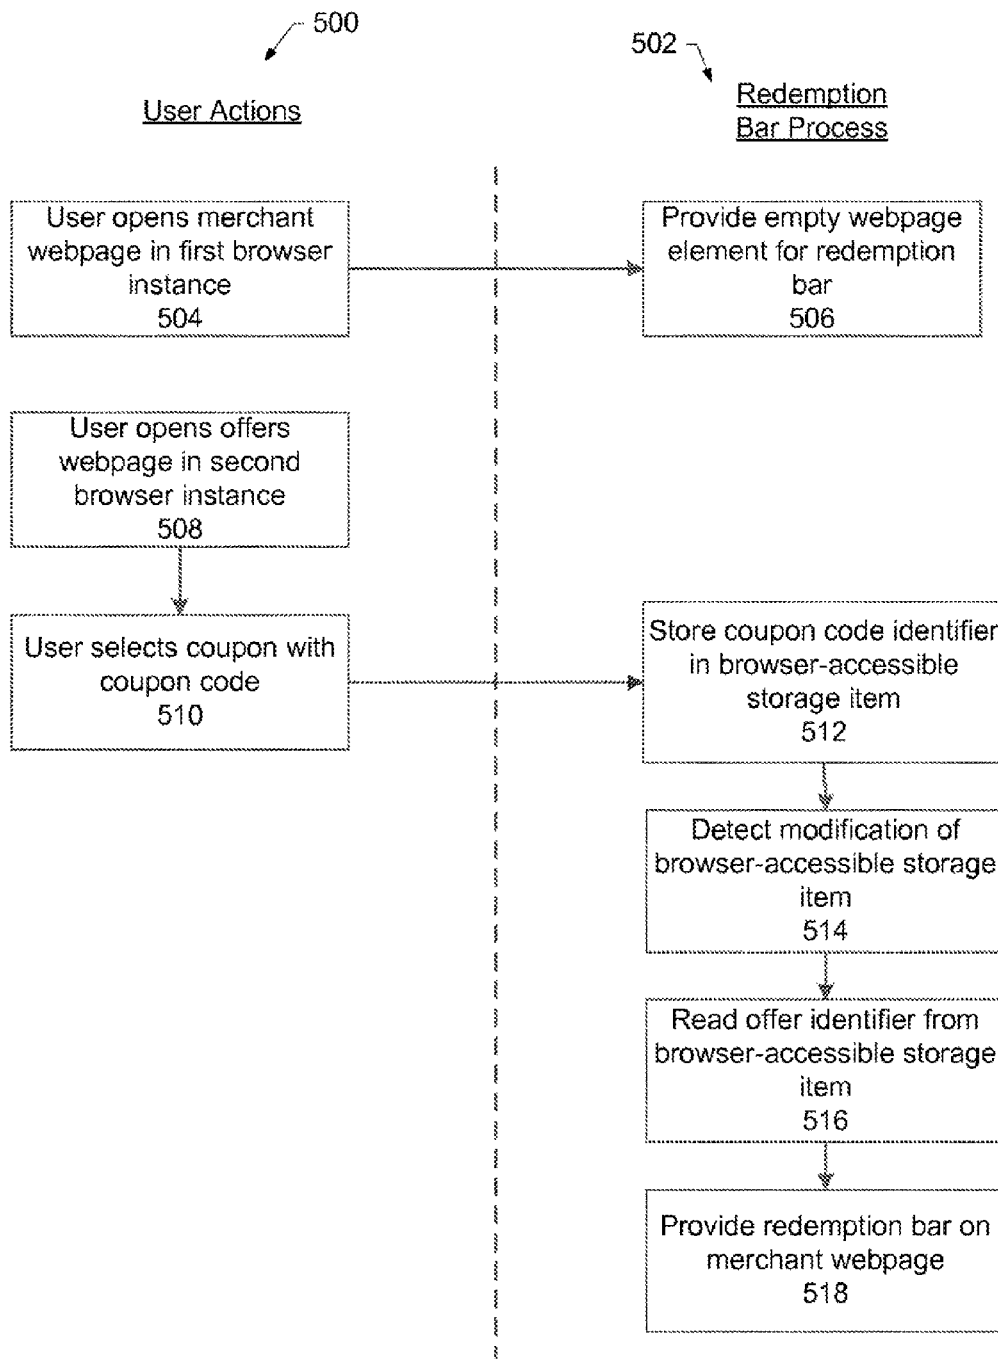 500
502
User Actions
Redemption
Bar Process
User opens merchant
webpage in first browser
instance
504
Provide empty webpage
element for redemption
bar
506
User opens offers
webpage in second
browser instance
508
User selects coupon with
coupon code
510
Store coupon code identifier
in browser-accessible
storage item
512
Detect modification of
browser-accessible storage
item
514
Read offer identifier from
browser-accessible storage
item
516
Provide redemption bar on
merchant webpage
518